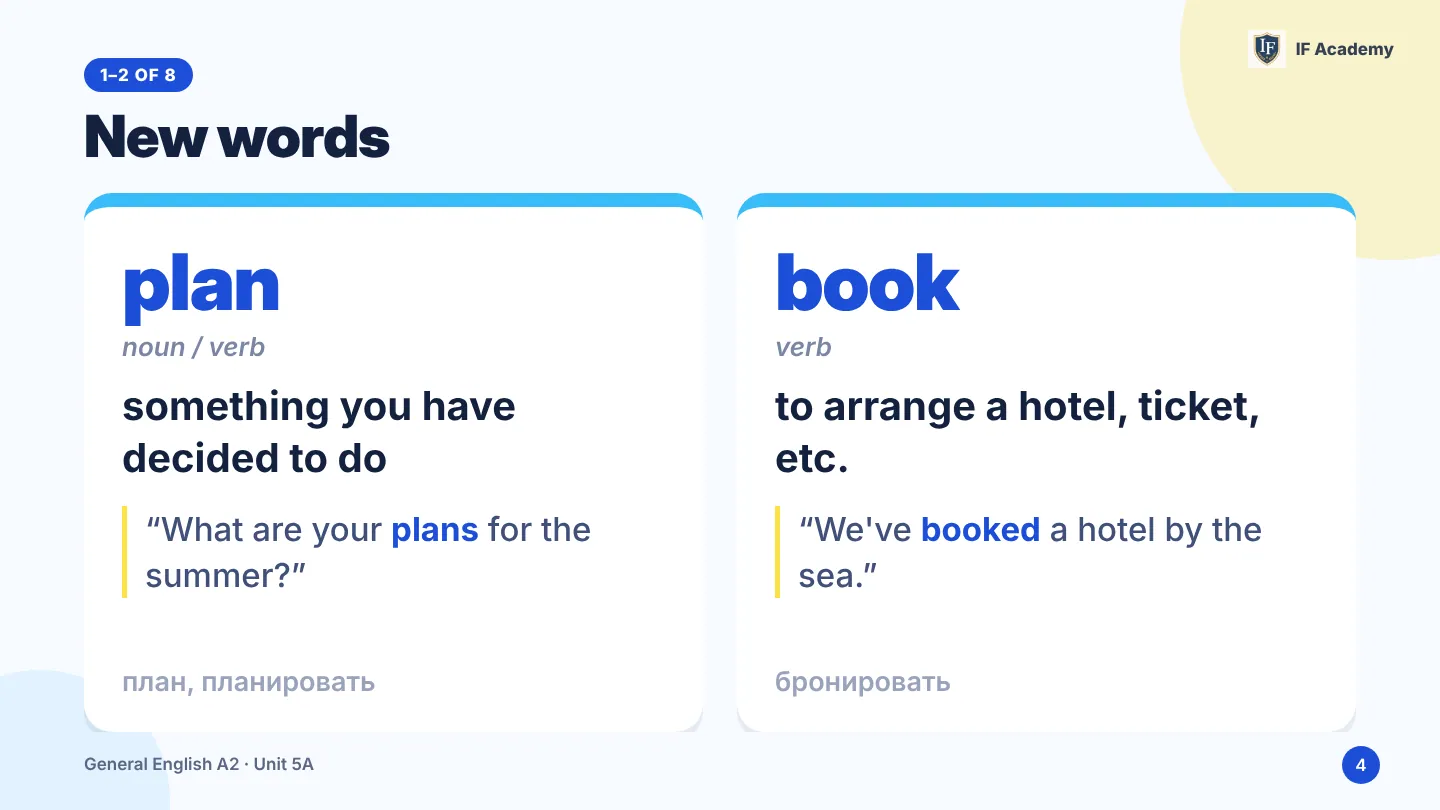 IF
IF Academy
1–2 OF 8
New words
plan
noun / verb
something you have
decided to do
“What are your plans for the
summer?”
план, планировать
book
verb
to arrange a hotel, ticket,
etc.
“We've booked a hotel by the
sea.”
бронировать
General English A2 · Unit 5A
4